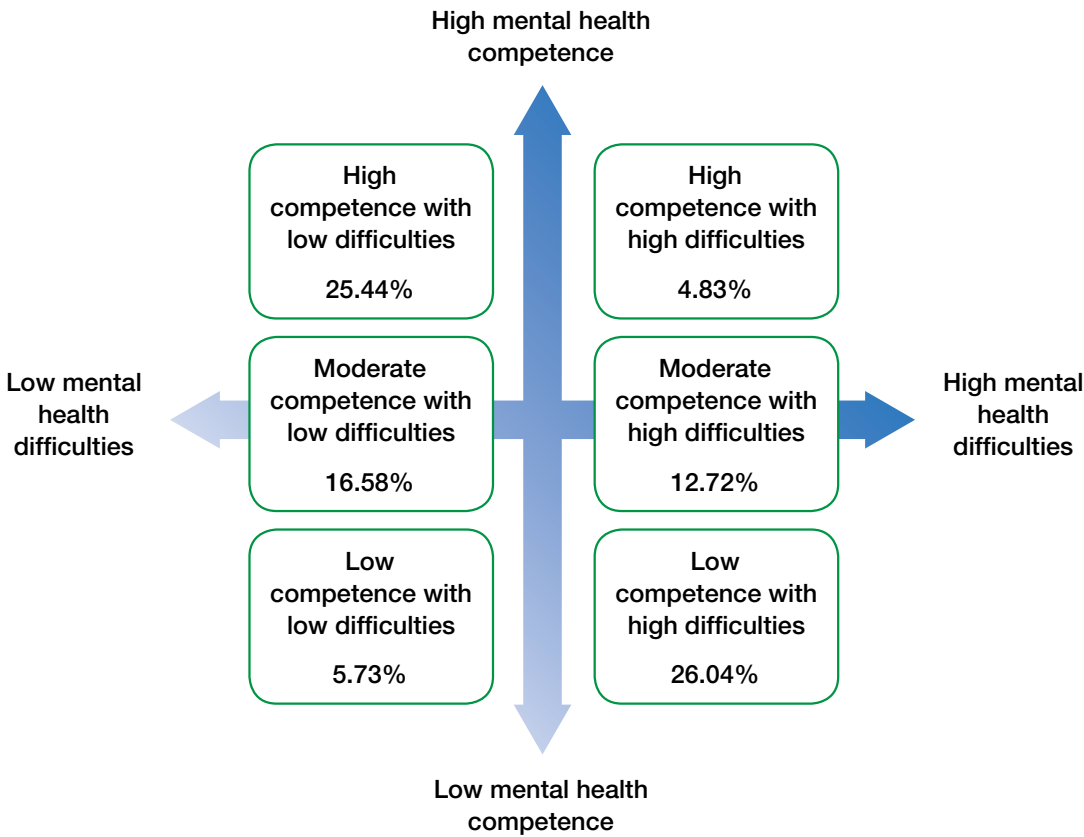 High mental health
competence
High
competence with
low difficulties
25.44%
High
competence with
high difficulties
4.83%
Low mental
health
difficulties
Moderate
competence with
low difficulties
16.58%
Moderate
competence with
high difficulties
12.72%
High mental
health
difficulties
Low
competence with
low difficulties
5.73%
Low
competence with
high difficulties
26.04%
Low mental health
competence